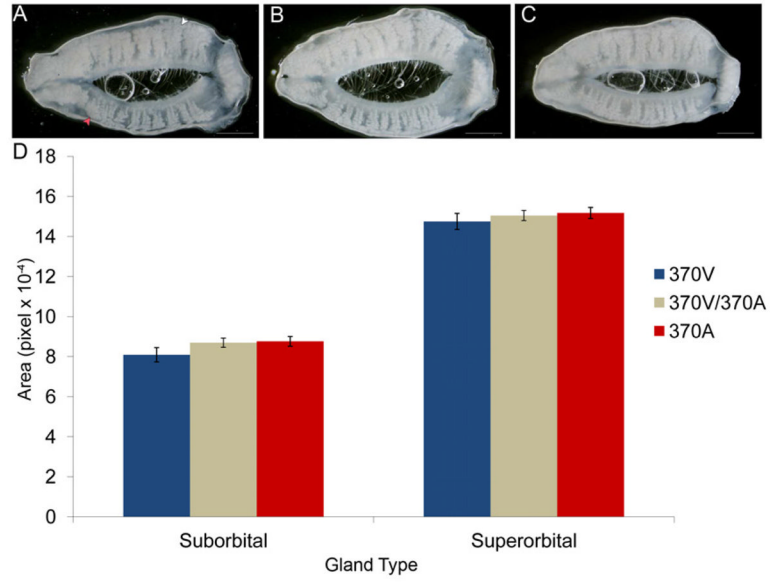 A
B
C
D
18
16
14
12
10
8
6
4
2
0
Area (pixel x 10⁻⁴)
Suborbital
Superorbital
Gland Type
370V
370V/370A
370A